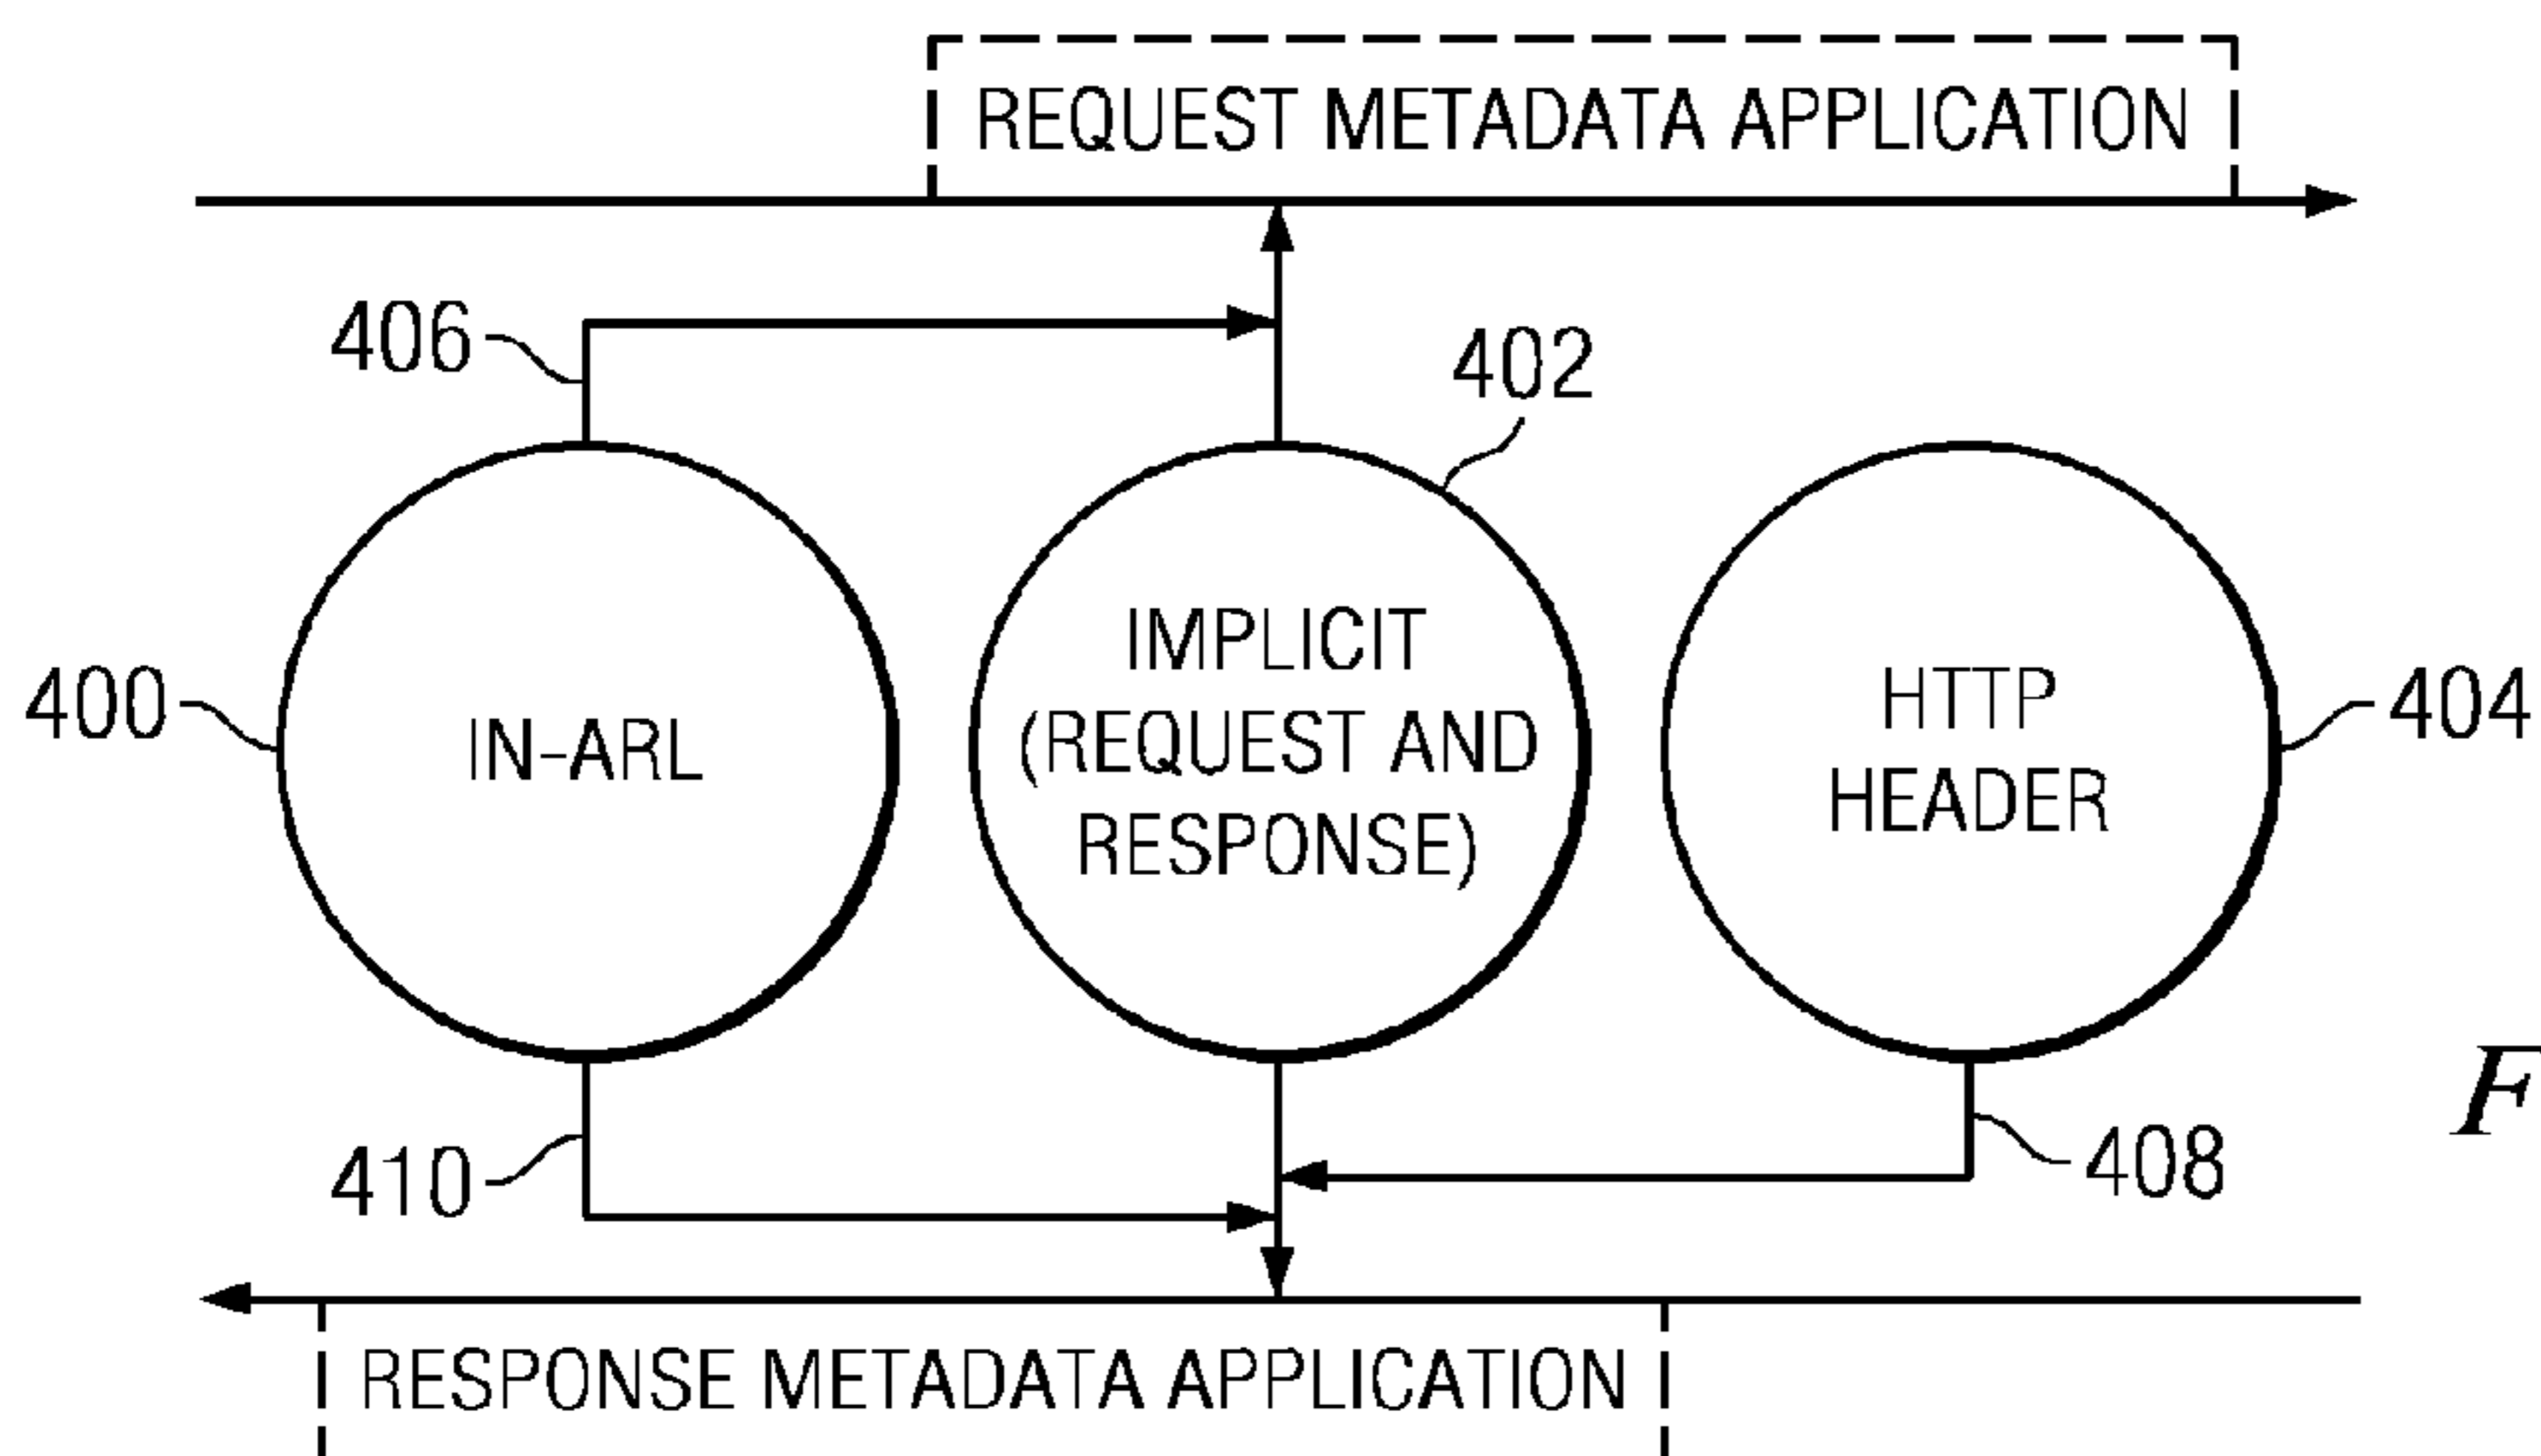 REQUEST METADATA APPLICATION
406
402
400
IN-ARL
IMPLICIT
(REQUEST AND
RESPONSE)
HTTP
HEADER
404
F
410
408
RESPONSE METADATA APPLICATION